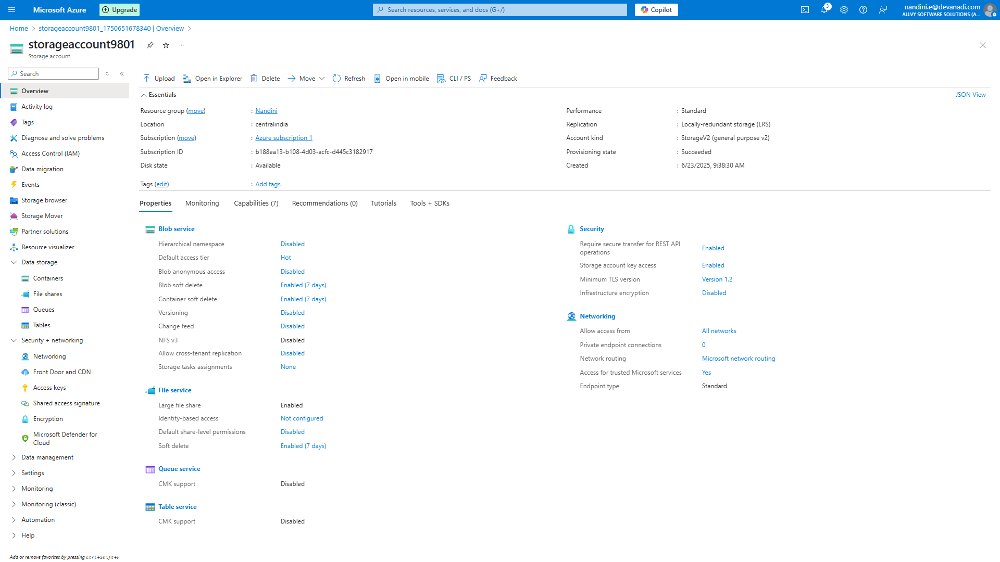 Microsoft Azure
Upgrade
Search resources, services, and docs (G+/)
Copilot
3
nandini.e@devanadi.com
ALLVY SOFTWARE SOLUTIONS (A...
Home > storageaccount9801_1750651678340 | Overview >
storageaccount9801
Storage account
Search
Overview
Activity log
Tags
Diagnose and solve problems
Access Control (IAM)
Data migration
Events
Storage browser
Storage Mover
Partner solutions
Resource visualizer
Data storage
Containers
File shares
Queues
Tables
Security + networking
Networking
Front Door and CDN
Access keys
Shared access signature
Encryption
Microsoft Defender for
Cloud
Data management
Settings
Monitoring
Monitoring (classic)
Automation
Help
Add or remove favorites by pressing Ctrl+Shift+F
Upload Open in Explorer Delete Move Refresh Open in mobile CLI / PS Feedback
Essentials
JSON View
Resource group (move) : Nandini
Location : centralindia
Subscription (move) : Azure subscription 1
Subscription ID : b188ea13-b108-4d03-acfc-d445c3182917
Disk state : Available
Performance : Standard
Replication : Locally-redundant storage (LRS)
Account kind : StorageV2 (general purpose v2)
Provisioning state : Succeeded
Created : 6/23/2025, 9:38:30 AM
Tags (edit) : Add tags
Properties Monitoring Capabilities (7) Recommendations (0) Tutorials Tools + SDKs
Blob service
Hierarchical namespace Disabled
Default access tier Hot
Blob anonymous access Disabled
Blob soft delete Enabled (7 days)
Container soft delete Enabled (7 days)
Versioning Disabled
Change feed Disabled
NFS v3 Disabled
Allow cross-tenant replication Disabled
Storage tasks assignments None
File service
Large file share Enabled
Identity-based access Not configured
Default share-level permissions Disabled
Soft delete Enabled (7 days)
Queue service
CMK support Disabled
Table service
CMK support Disabled
Security
Require secure transfer for REST API
operations Enabled
Storage account key access Enabled
Minimum TLS version Version 1.2
Infrastructure encryption Disabled
Networking
Allow access from All networks
Private endpoint connections 0
Network routing Microsoft network routing
Access for trusted Microsoft services Yes
Endpoint type Standard